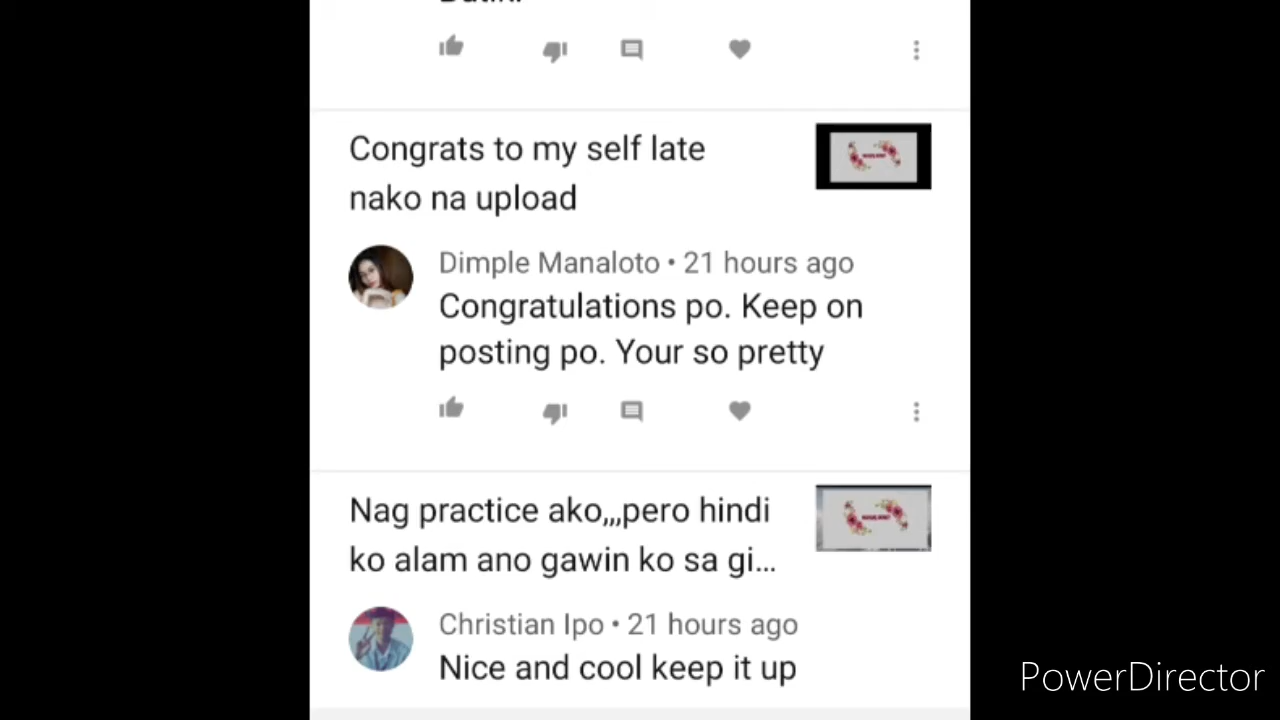 Congrats to my self late
nako na upload
Dimple Manaloto • 21 hours ago
Congratulations po. Keep on
posting po. Your so pretty
Nag practice ako,,,pero hindi
ko alam ano gawin ko sa gi...
Christian Ipo • 21 hours ago
Nice and cool keep it up
PowerDirector